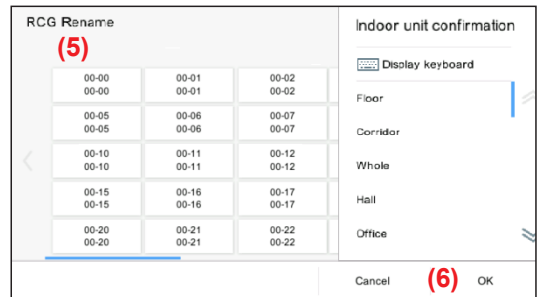 RCG Rename
(5)
00-00 00-01 00-02
00-00 00-01 00-02
00-05 00-06 00-07
00-05 00-06 00-07
00-10 00-11 00-12
00-10 00-11 00-12
00-15 00-16 00-17
00-15 00-16 00-17
00-20 00-21 00-22
00-20 00-21 00-22
Indoor unit confirmation
Display keyboard
Floor
Corridor
Whole
Hall
Office
Cancel (6) OK